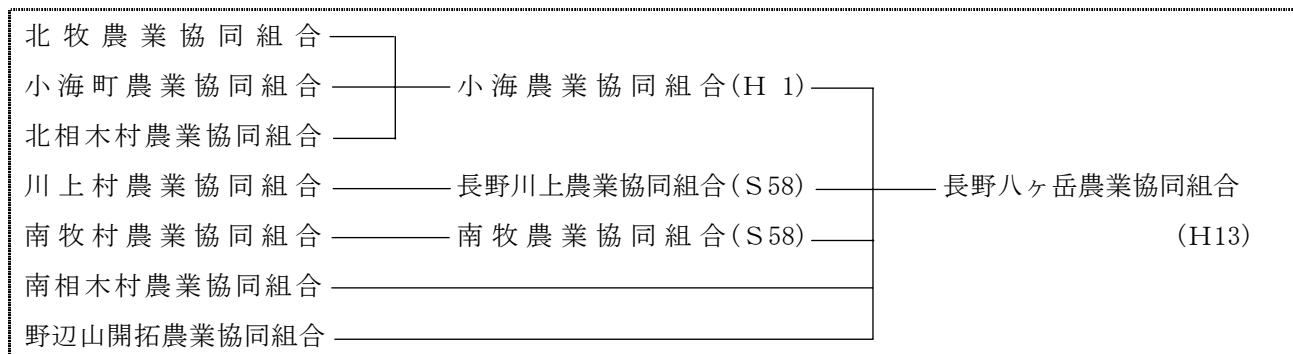 北牧農業協同組合
小海町農業協同組合 小海農業協同組合(H 1)
北相木村農業協同組合
川上村農業協同組合 長野川上農業協同組合(S58) 長野八ヶ岳農業協同組合
南牧村農業協同組合 南牧農業協同組合(S58) (H13)
南相木村農業協同組合
野辺山開拓農業協同組合